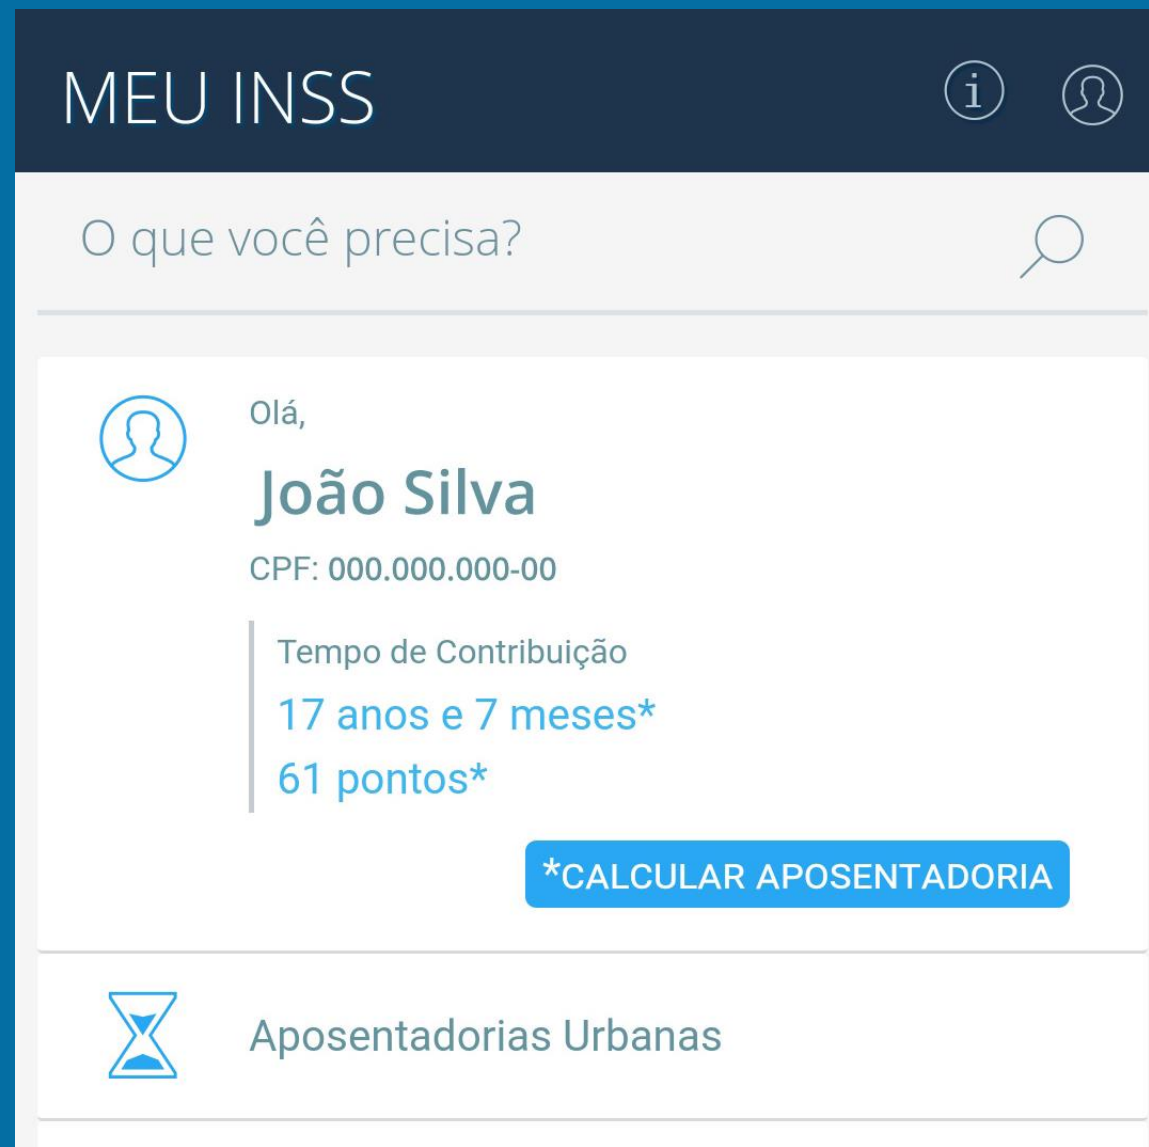 MEU INSS
O que você precisa?
Olá,
João Silva
CPF: 000.000.000-00
Tempo de Contribuição
17 anos e 7 meses*
61 pontos*
*CALCULAR APOSENTADORIA
Aposentadorias Urbanas